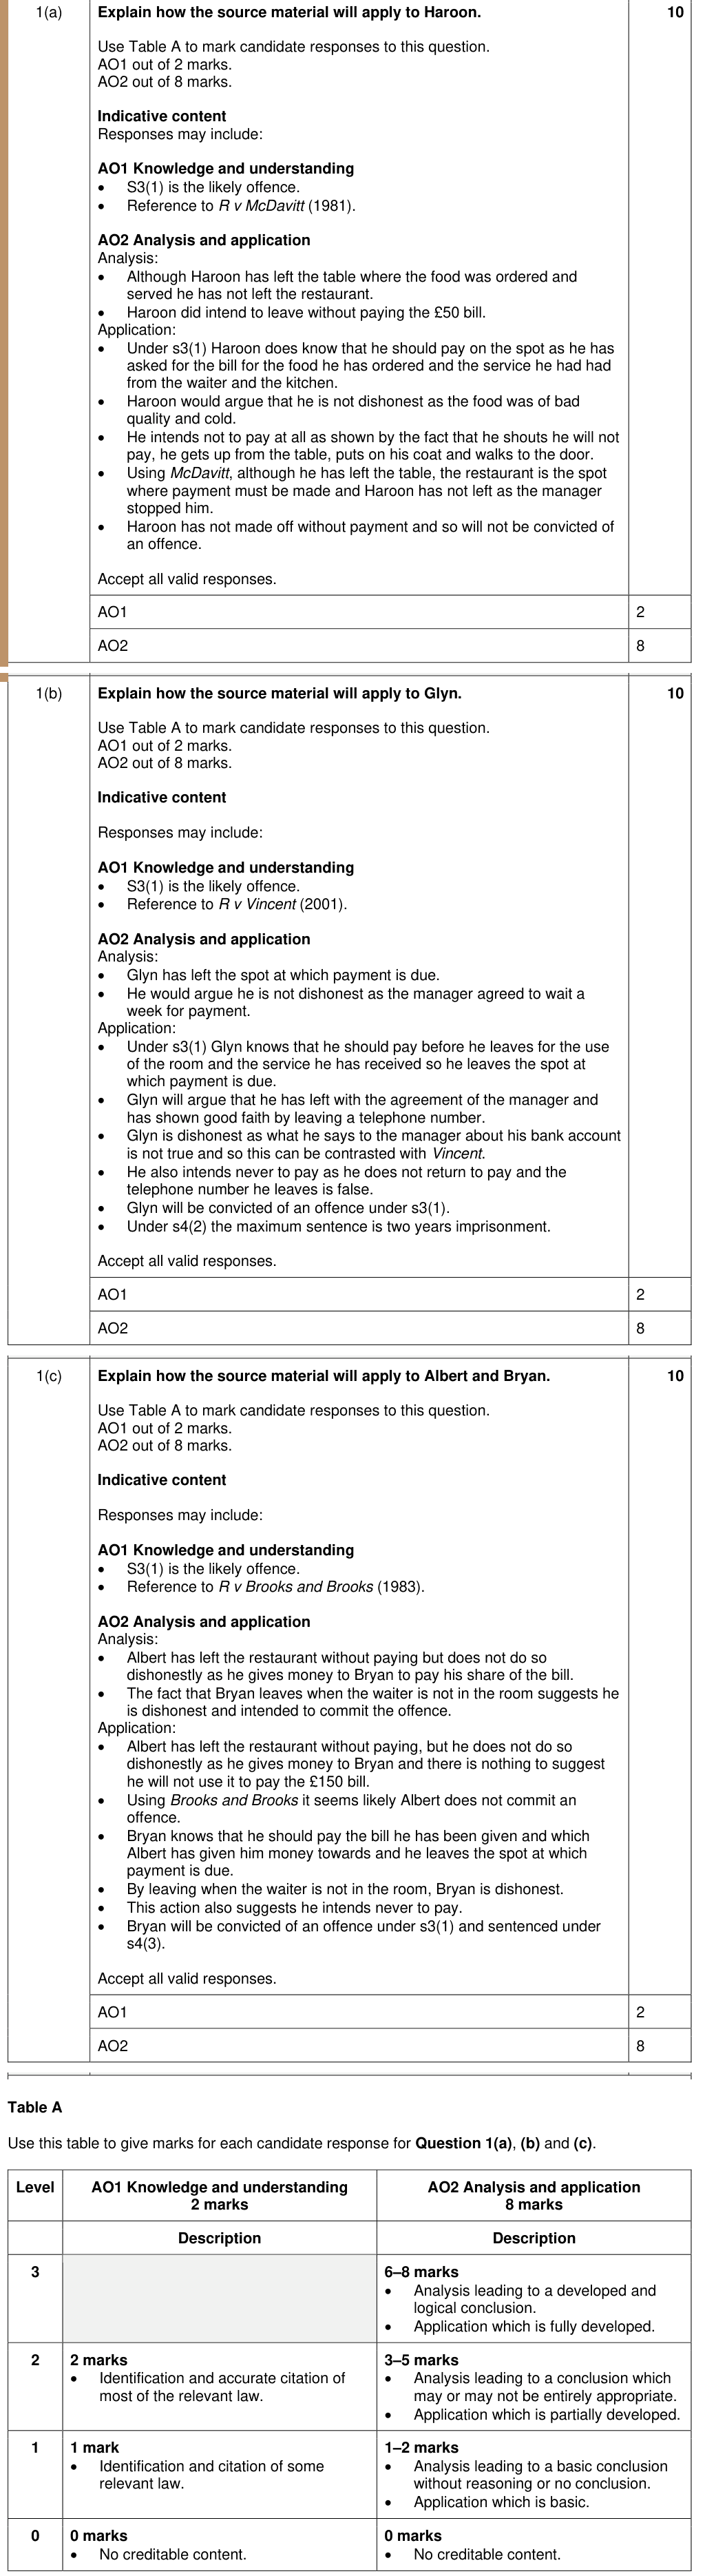 1(a) Explain how the source material will apply to Haroon. 10
Use Table A to mark candidate responses to this question.
AO1 out of 2 marks.
AO2 out of 8 marks.
Indicative content
Responses may include:
AO1 Knowledge and understanding
• S3(1) is the likely offence.
• Reference to R v McDavitt (1981).
AO2 Analysis and application
Analysis:
• Although Haroon has left the table where the food was ordered and
served he has not left the restaurant.
• Haroon did intend to leave without paying the £50 bill.
Application:
• Under s3(1) Haroon does know that he should pay on the spot as he has
asked for the bill for the food he has ordered and the service he had had
from the waiter and the kitchen.
• Haroon would argue that he is not dishonest as the food was of bad
quality and cold.
• He intends not to pay at all as shown by the fact that he shouts he will not
pay, he gets up from the table, puts on his coat and walks to the door.
• Using McDavitt, although he has left the table, the restaurant is the spot
where payment must be made and Haroon has not left as the manager
stopped him.
• Haroon has not made off without payment and so will not be convicted of
an offence.
Accept all valid responses.
AO1 2
AO2 8
1(b) Explain how the source material will apply to Glyn. 10
Use Table A to mark candidate responses to this question.
AO1 out of 2 marks.
AO2 out of 8 marks.
Indicative content
Responses may include:
AO1 Knowledge and understanding
• S3(1) is the likely offence.
• Reference to R v Vincent (2001).
AO2 Analysis and application
Analysis:
• Glyn has left the spot at which payment is due.
• He would argue he is not dishonest as the manager agreed to wait a
week for payment.
Application:
• Under s3(1) Glyn knows that he should pay before he leaves for the use
of the room and the service he has received so he leaves the spot at
which payment is due.
• Glyn will argue that he has left with the agreement of the manager and
has shown good faith by leaving a telephone number.
• Glyn is dishonest as what he says to the manager about his bank account
is not true and so this can be contrasted with Vincent.
• He also intends never to pay as he does not return to pay and the
telephone number he leaves is false.
• Glyn will be convicted of an offence under s3(1).
• Under s4(2) the maximum sentence is two years imprisonment.
Accept all valid responses.
AO1 2
AO2 8
1(c) Explain how the source material will apply to Albert and Bryan. 10
Use Table A to mark candidate responses to this question.
AO1 out of 2 marks.
AO2 out of 8 marks.
Indicative content
Responses may include:
AO1 Knowledge and understanding
• S3(1) is the likely offence.
• Reference to R v Brooks and Brooks (1983).
AO2 Analysis and application
Analysis:
• Albert has left the restaurant without paying but does not do so
dishonestly as he gives money to Bryan to pay his share of the bill.
• The fact that Bryan leaves when the waiter is not in the room suggests he
is dishonest and intended to commit the offence.
Application:
• Albert has left the restaurant without paying, but he does not do so
dishonestly as he gives money to Bryan and there is nothing to suggest
he will not use it to pay the £150 bill.
• Using Brooks and Brooks it seems likely Albert does not commit an
offence.
• Bryan knows that he should pay the bill he has been given and which
Albert has given him money towards and he leaves the spot at which
payment is due.
• By leaving when the waiter is not in the room, Bryan is dishonest.
• This action also suggests he intends never to pay.
• Bryan will be convicted of an offence under s3(1) and sentenced under
s4(3).
Accept all valid responses.
AO1 2
AO2 8
Table A
Use this table to give marks for each candidate response for Question 1(a), (b) and (c).
Level AO1 Knowledge and understanding AO2 Analysis and application
2 marks 8 marks
Description Description
3 6–8 marks
• Analysis leading to a developed and
logical conclusion.
• Application which is fully developed.
2 2 marks 3–5 marks
• Identification and accurate citation of • Analysis leading to a conclusion which
most of the relevant law. may or may not be entirely appropriate.
• Application which is partially developed.
1 1 mark 1–2 marks
• Identification and citation of some • Analysis leading to a basic conclusion
relevant law. without reasoning or no conclusion.
• Application which is basic.
0 0 marks 0 marks
• No creditable content. • No creditable content.